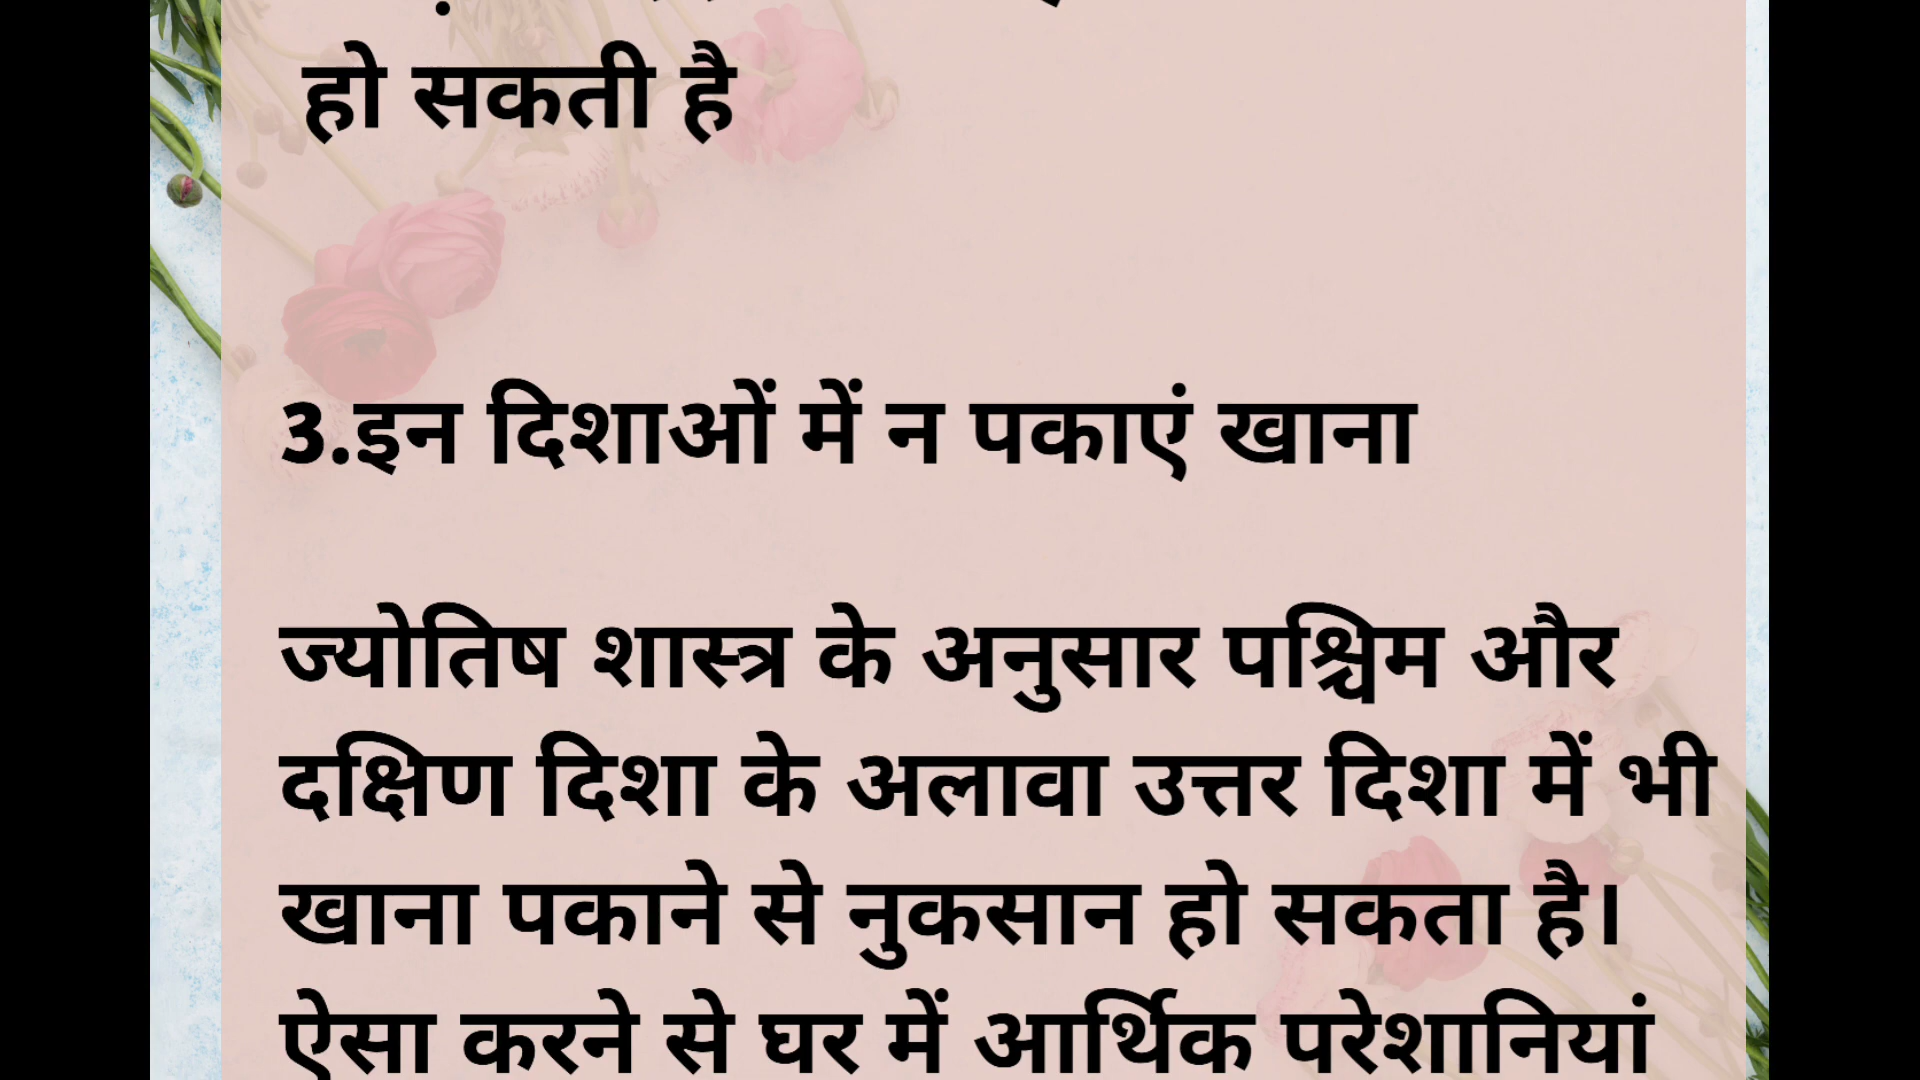 हो सकती है
3.इन दिशाओं में न पकाएं खाना
ज्योतिष शास्त्र के अनुसार पश्चिम और
दक्षिण दिशा के अलावा उत्तर दिशा में भी
खाना पकाने से नुकसान हो सकता है।
ऐसा करने से घर में आर्थिक परेशानियां